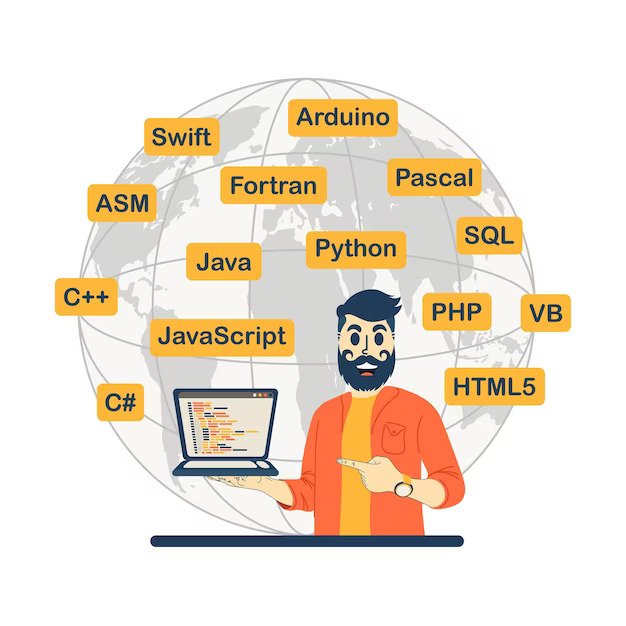 Arduino
Swift
Pascal
Fortran
ASM
SQL
Python
Java
C++
PHP
VB
JavaScript
HTML5
C#